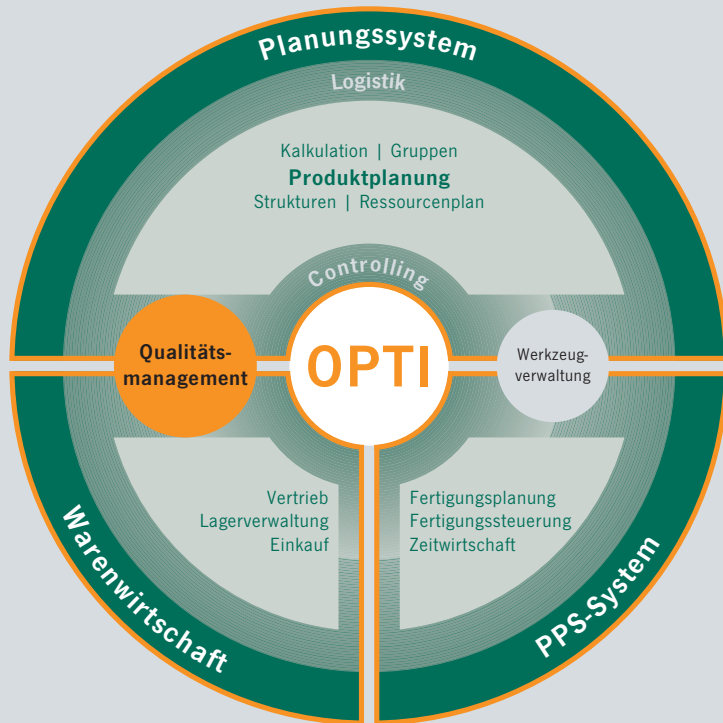 Planungssystem
Logistik
Kalkulation | Gruppen
Produktplanung
Strukturen | Ressourcenplan
Controlling
Qualitäts-
management
OPTI
Werkzeug-
verwaltung
Vertrieb
Lagerverwaltung
Einkauf
Fertigungsplanung
Fertigungssteuerung
Zeitwirtschaft
Warenwirtschaft
PPS-System